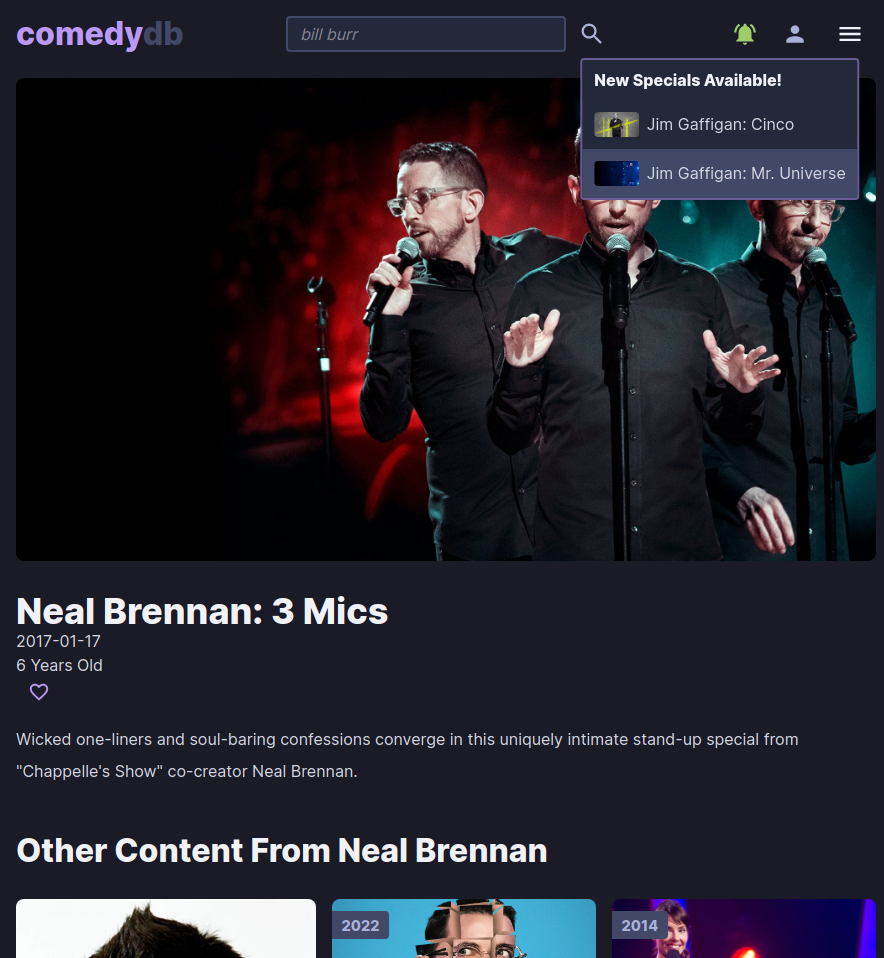 comedydb
bill burr
New Specials Available!
Jim Gaffigan: Cinco
Jim Gaffigan: Mr. Universe
Neal Brennan: 3 Mics
2017-01-17
6 Years Old
Wicked one-liners and soul-baring confessions converge in this uniquely intimate stand-up special from
"Chappelle's Show" co-creator Neal Brennan.
Other Content From Neal Brennan
2022
2014